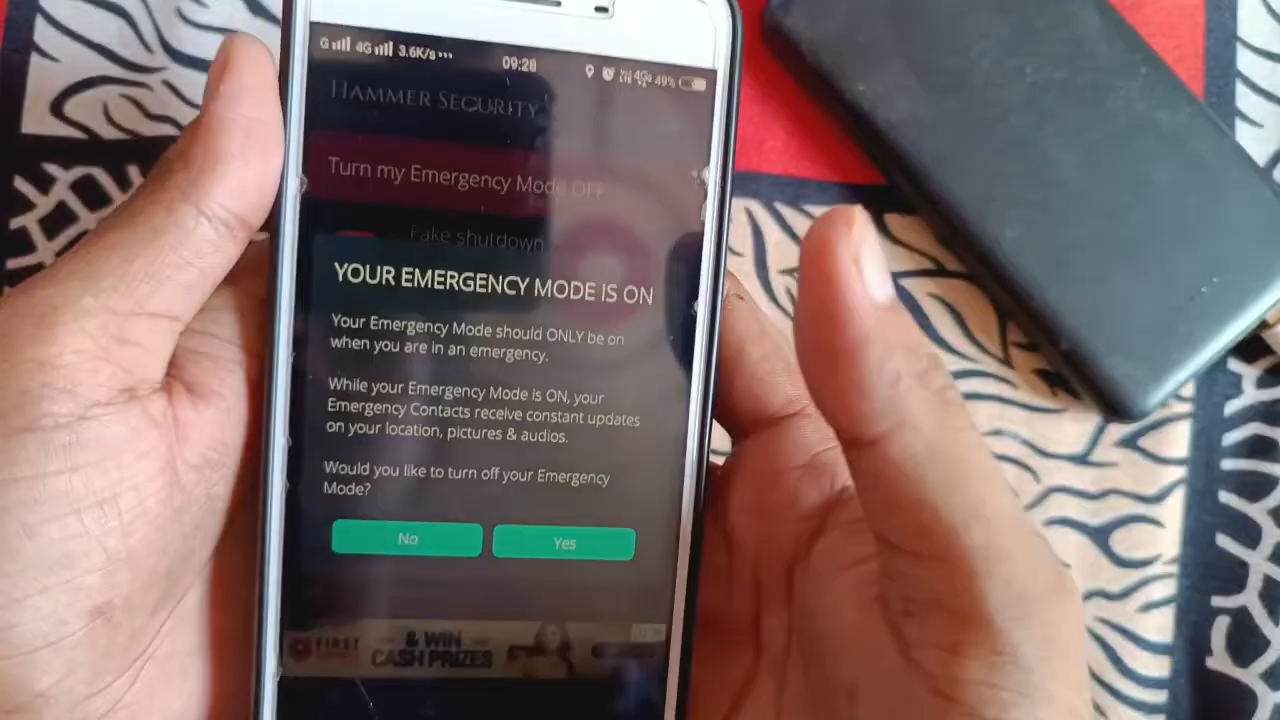 G 4G 3.6K/s ...
09:28
4G 49%
HAMMER SECURITY
Turn my Emergency Mode OFF
Fake shutdown
YOUR EMERGENCY MODE IS ON
Your Emergency Mode should ONLY be on
when you are in an emergency.
While your Emergency Mode is ON, your
Emergency Contacts receive constant updates
on your location, pictures & audios.
Would you like to turn off your Emergency
Mode?
No
Yes
FIRST
& WIN
CASH PRIZES